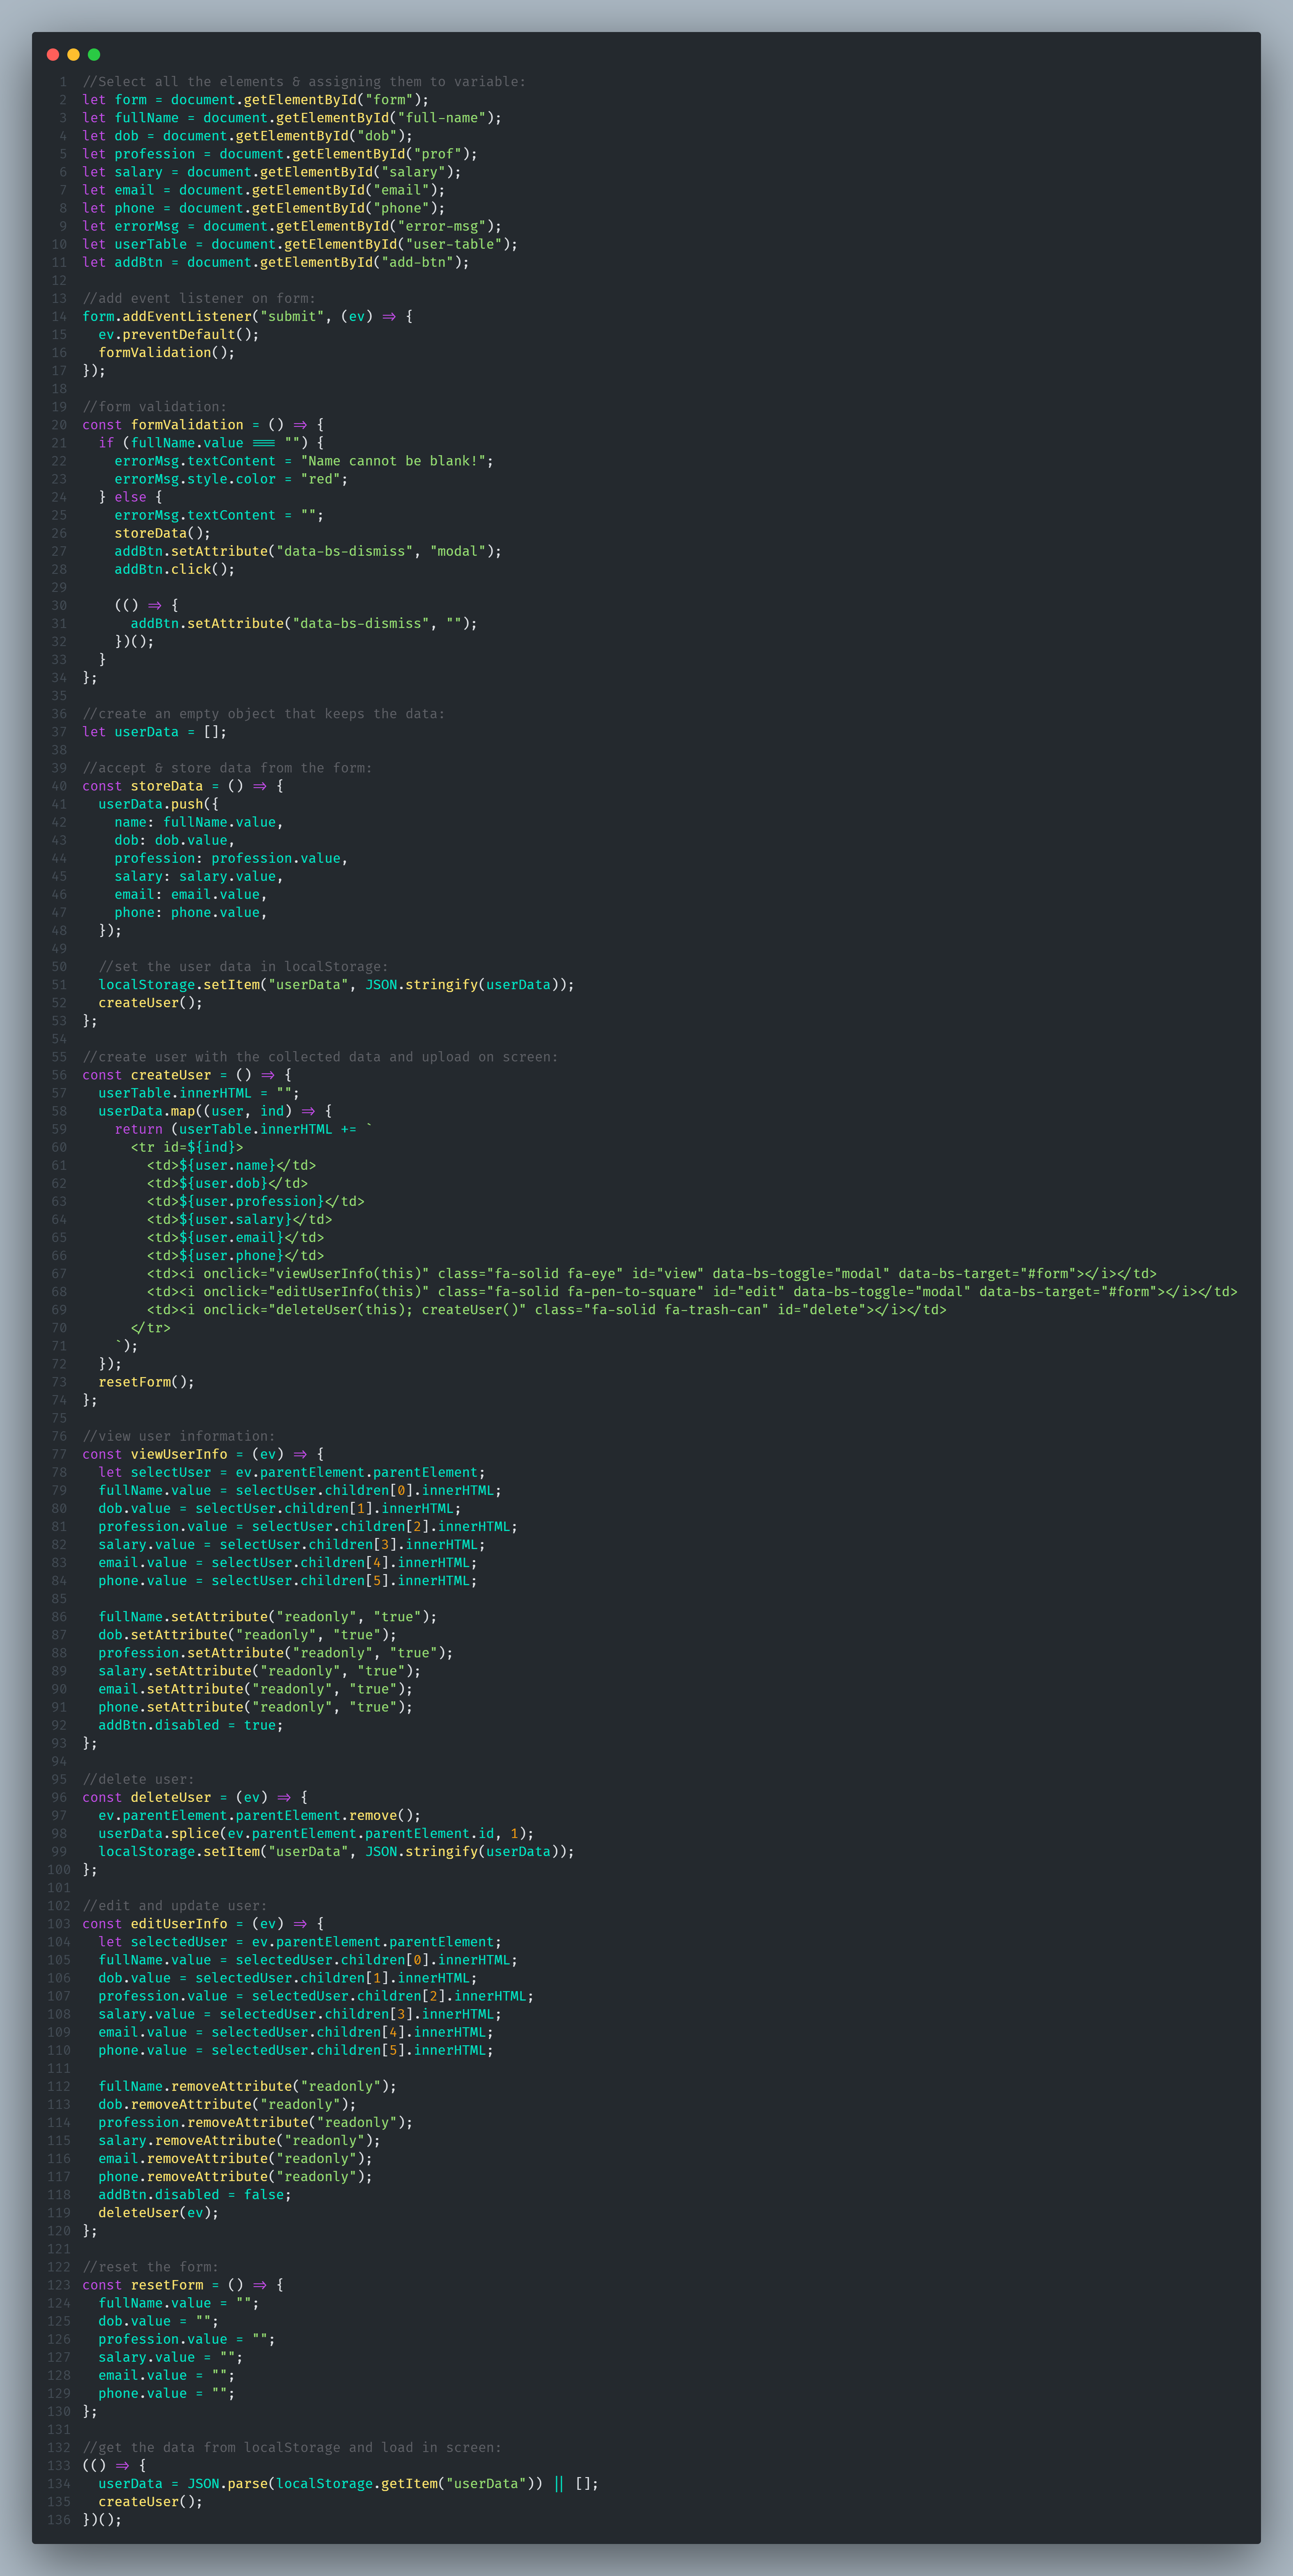 1 //Select all the elements & assigning them to variable:
2 let form = document.getElementById("form");
3 let fullName = document.getElementById("full-name");
4 let dob = document.getElementById("dob");
5 let profession = document.getElementById("prof");
6 let salary = document.getElementById("salary");
7 let email = document.getElementById("email");
8 let phone = document.getElementById("phone");
9 let errorMsg = document.getElementById("error-msg");
10 let userTable = document.getElementById("user-table");
11 let addBtn = document.getElementById("add-btn");
12
13 //add event listener on form:
14 form.addEventListener("submit", (ev) => {
15   ev.preventDefault();
16   formValidation();
17 });
18
19 //form validation:
20 const formValidation = () => {
21   if (fullName.value === "") {
22     errorMsg.textContent = "Name cannot be blank!";
23     errorMsg.style.color = "red";
24   } else {
25     errorMsg.textContent = "";
26     storeData();
27     addBtn.setAttribute("data-bs-dismiss", "modal");
28     addBtn.click();
29
30     (() => {
31       addBtn.setAttribute("data-bs-dismiss", "");
32     })();
33   }
34 };
35
36 //create an empty object that keeps the data:
37 let userData = [];
38
39 //accept & store data from the form:
40 const storeData = () => {
41   userData.push({
42     name: fullName.value,
43     dob: dob.value,
44     profession: profession.value,
45     salary: salary.value,
46     email: email.value,
47     phone: phone.value,
48   });
49
50   //set the user data in localStorage:
51   localStorage.setItem("userData", JSON.stringify(userData));
52   createUser();
53 };
54
55 //create user with the collected data and upload on screen:
56 const createUser = () => {
57   userTable.innerHTML = "";
58   userData.map((user, ind) => {
59     return (userTable.innerHTML += `
60       <tr id=${ind}>
61         <td>${user.name}</td>
62         <td>${user.dob}</td>
63         <td>${user.profession}</td>
64         <td>${user.salary}</td>
65         <td>${user.email}</td>
66         <td>${user.phone}</td>
67         <td><i onclick="viewUserInfo(this)" class="fa-solid fa-eye" id="view" data-bs-toggle="modal" data-bs-target="#form"></i></td>
68         <td><i onclick="editUserInfo(this)" class="fa-solid fa-pen-to-square" id="edit" data-bs-toggle="modal" data-bs-target="#form"></i></td>
69         <td><i onclick="deleteUser(this); createUser()" class="fa-solid fa-trash-can" id="delete"></i></td>
70       </tr>
71     `);
72   });
73   resetForm();
74 };
75
76 //view user information:
77 const viewUserInfo = (ev) => {
78   let selectUser = ev.parentElement.parentElement;
79   fullName.value = selectUser.children[0].innerHTML;
80   dob.value = selectUser.children[1].innerHTML;
81   profession.value = selectUser.children[2].innerHTML;
82   salary.value = selectUser.children[3].innerHTML;
83   email.value = selectUser.children[4].innerHTML;
84   phone.value = selectUser.children[5].innerHTML;
85
86   fullName.setAttribute("readonly", "true");
87   dob.setAttribute("readonly", "true");
88   profession.setAttribute("readonly", "true");
89   salary.setAttribute("readonly", "true");
90   email.setAttribute("readonly", "true");
91   phone.setAttribute("readonly", "true");
92   addBtn.disabled = true;
93 };
94
95 //delete user:
96 const deleteUser = (ev) => {
97   ev.parentElement.parentElement.remove();
98   userData.splice(ev.parentElement.parentElement.id, 1);
99   localStorage.setItem("userData", JSON.stringify(userData));
100 };
101
102 //edit and update user:
103 const editUserInfo = (ev) => {
104   let selectedUser = ev.parentElement.parentElement;
105   fullName.value = selectedUser.children[0].innerHTML;
106   dob.value = selectedUser.children[1].innerHTML;
107   profession.value = selectedUser.children[2].innerHTML;
108   salary.value = selectedUser.children[3].innerHTML;
109   email.value = selectedUser.children[4].innerHTML;
110   phone.value = selectedUser.children[5].innerHTML;
111
112   fullName.removeAttribute("readonly");
113   dob.removeAttribute("readonly");
114   profession.removeAttribute("readonly");
115   salary.removeAttribute("readonly");
116   email.removeAttribute("readonly");
117   phone.removeAttribute("readonly");
118   addBtn.disabled = false;
119   deleteUser(ev);
120 };
121
122 //reset the form:
123 const resetForm = () => {
124   fullName.value = "";
125   dob.value = "";
126   profession.value = "";
127   salary.value = "";
128   email.value = "";
129   phone.value = "";
130 };
131
132 //get the data from localStorage and load in screen:
133 (() => {
134   userData = JSON.parse(localStorage.getItem("userData")) || [];
135   createUser();
136 })();